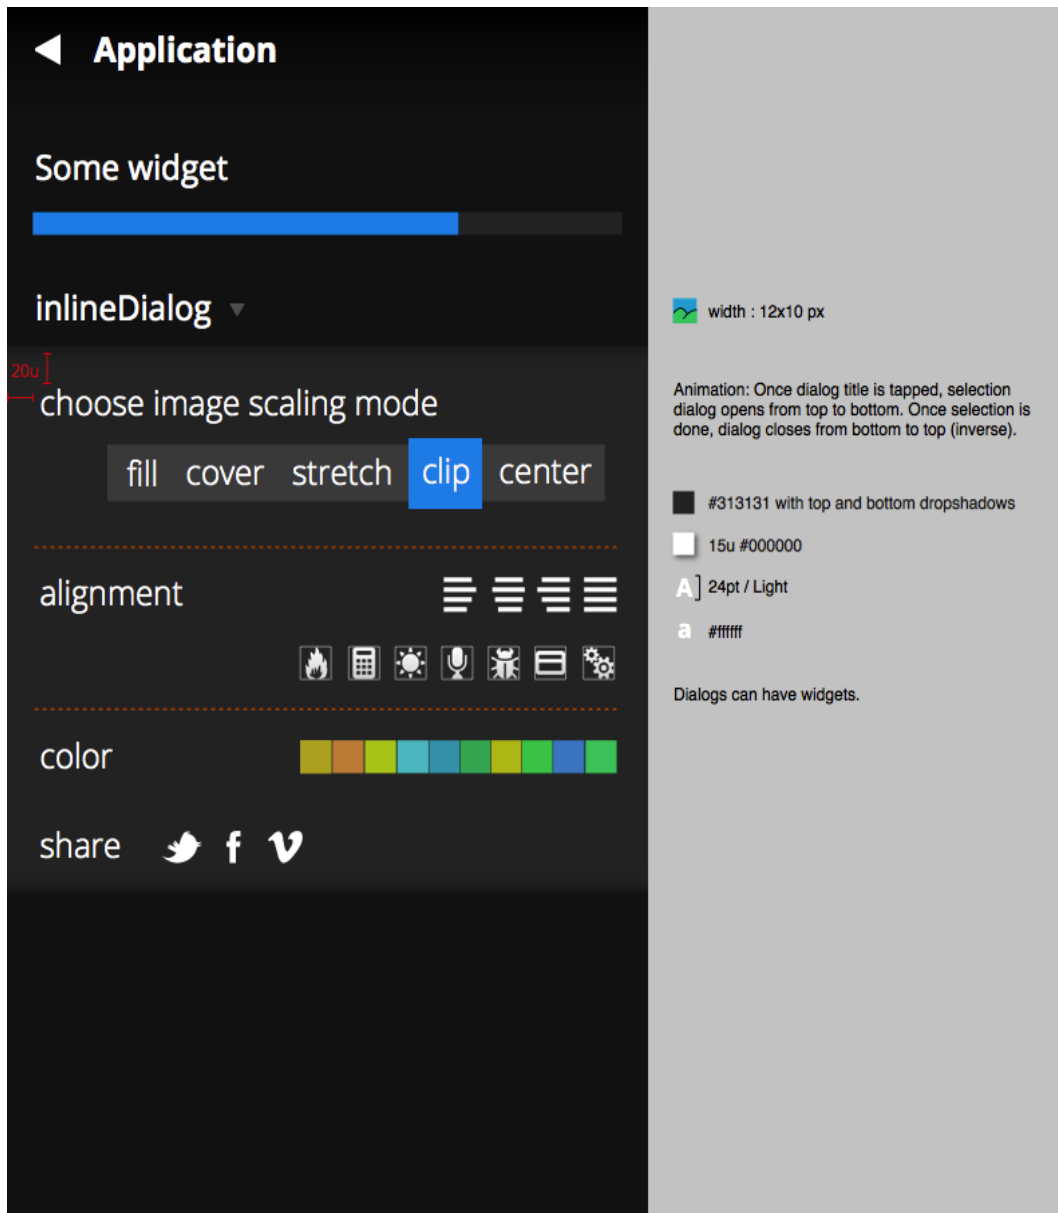 Application
Some widget
inlineDialog
width : 12x10 px
20u
choose image scaling mode
Animation: Once dialog title is tapped, selection
dialog opens from top to bottom. Once selection is
done, dialog closes from bottom to top (inverse).
fill cover stretch clip center
#313131 with top and bottom dropshadows
15u #000000
alignment
A 24pt / Light
a #ffffff
Dialogs can have widgets.
color
share